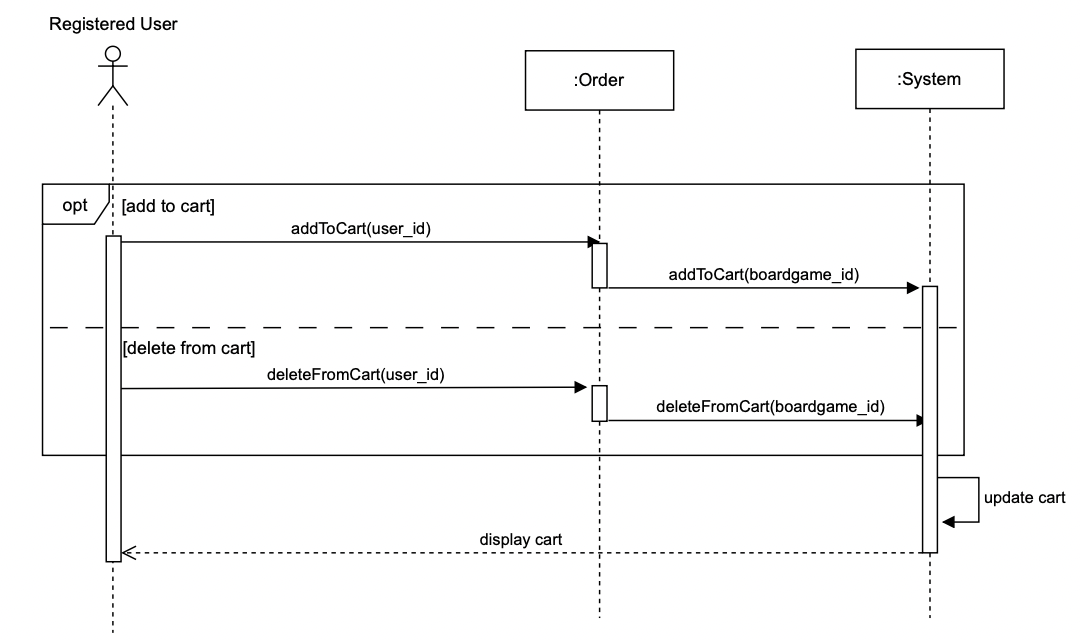 Registered User
:Order
:System
opt
[add to cart]
addToCart(user_id)
addToCart(boardgame_id)
[delete from cart]
deleteFromCart(user_id)
deleteFromCart(boardgame_id)
update cart
display cart